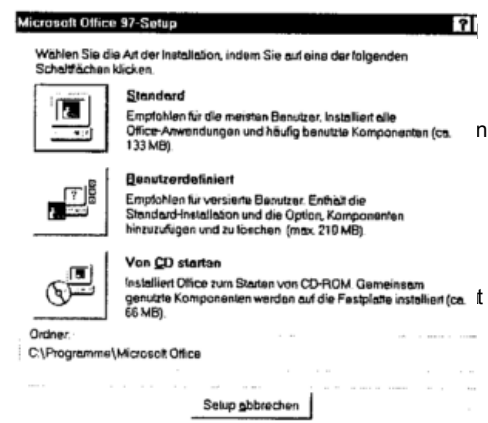 Microsoft Office 97-Setup ?
Wählen Sie die Art der Installation, indem Sie auf eine der folgenden
Schaltflächen klicken.
Standard
Empfohlen für die meisten Benutzer. Installiert alle
Office-Anwendungen und häufig benutzte Komponenten (ca.
n
133 MB).
Benutzerdefiniert
Empfohlen für versierte Benutzer. Enthält die
Standard-Installation und die Option, Komponenten
hinzuzufügen und zu löschen (max. 210 MB).
Von CD starten
Installiert Office zum Starten von CD-ROM. Gemeinsam
genutzte Komponenten werden auf die Festplatte installiert (ca.
t
66 MB).
Ordner:
C:\Programme\Microsoft Office
Setup abbrechen